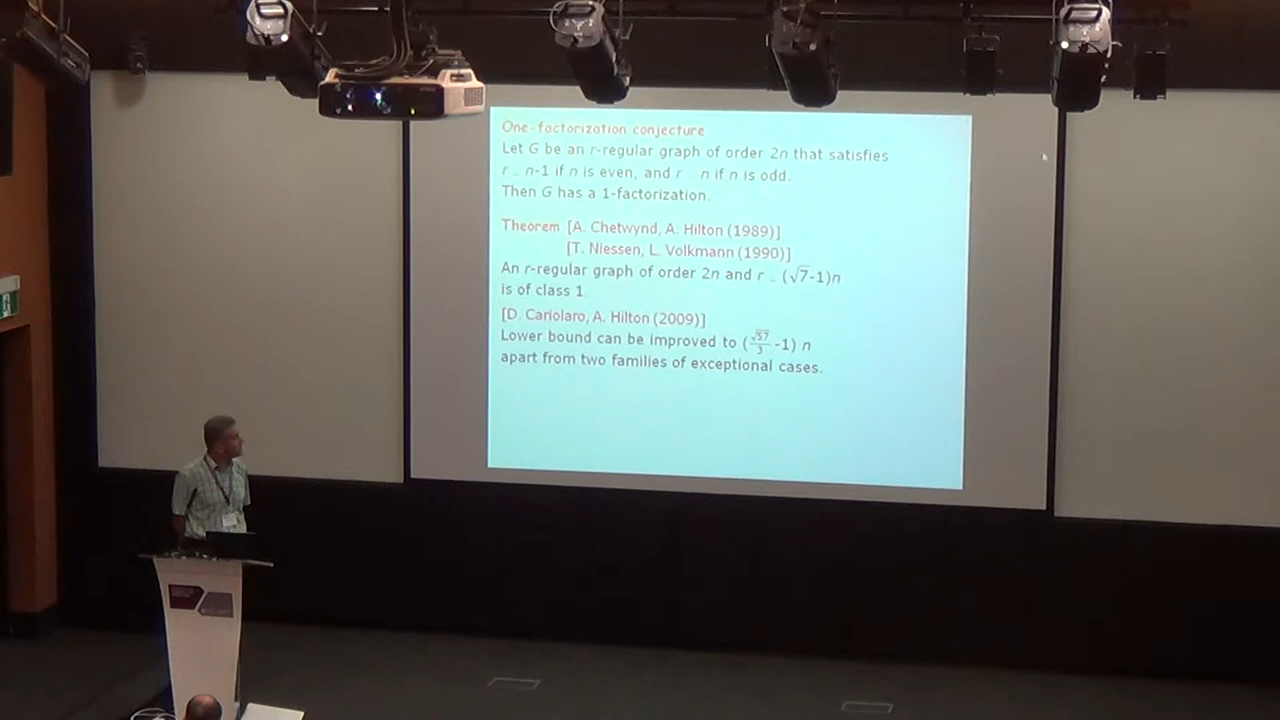 One-factorization conjecture
Let G be an r-regular graph of order 2n that satisfies
r n-1 if n is even, and r n if n is odd.
Then G has a 1-factorization.
Theorem [A. Chetwynd, A. Hilton (1989)]
[T. Niessen, L. Volkmann (1990)]
An r-regular graph of order 2n and r (√7-1)n
is of class 1.
[D. Cariolaro, A. Hilton (2009)]
Lower bound can be improved to (√57/3 -1) n
apart from two families of exceptional cases.